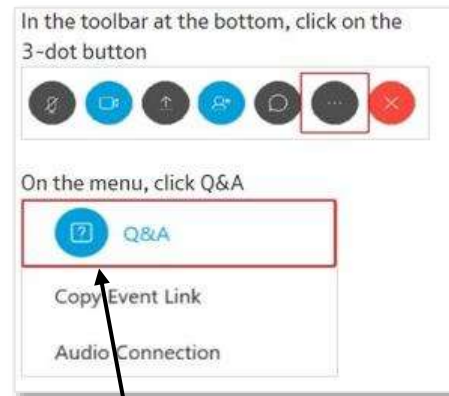 In the toolbar at the bottom, click on the
3-dot button
On the menu, click Q&A
Q&A
Copy Event Link
Audio Connection